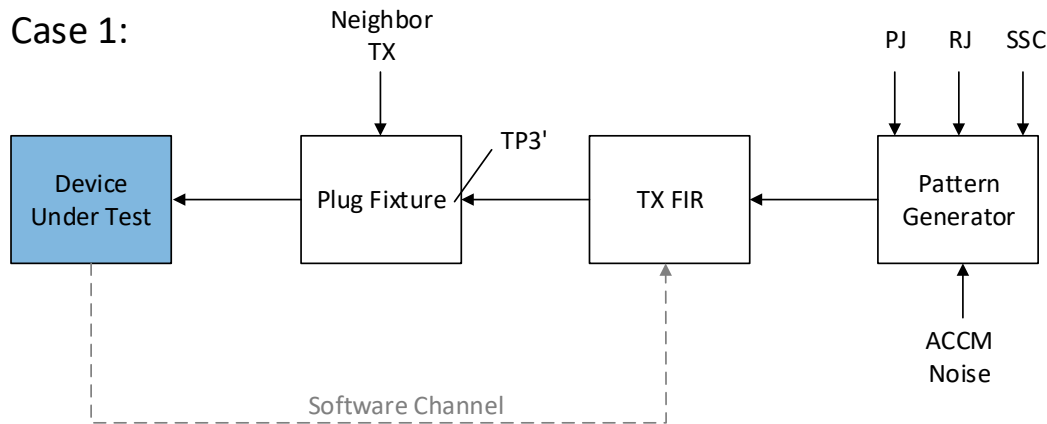 Case 1:
Neighbor
TX
PJ RJ SSC
TP3'
Device
Under Test
Plug Fixture
TX FIR
Pattern
Generator
ACCM
Noise
Software Channel